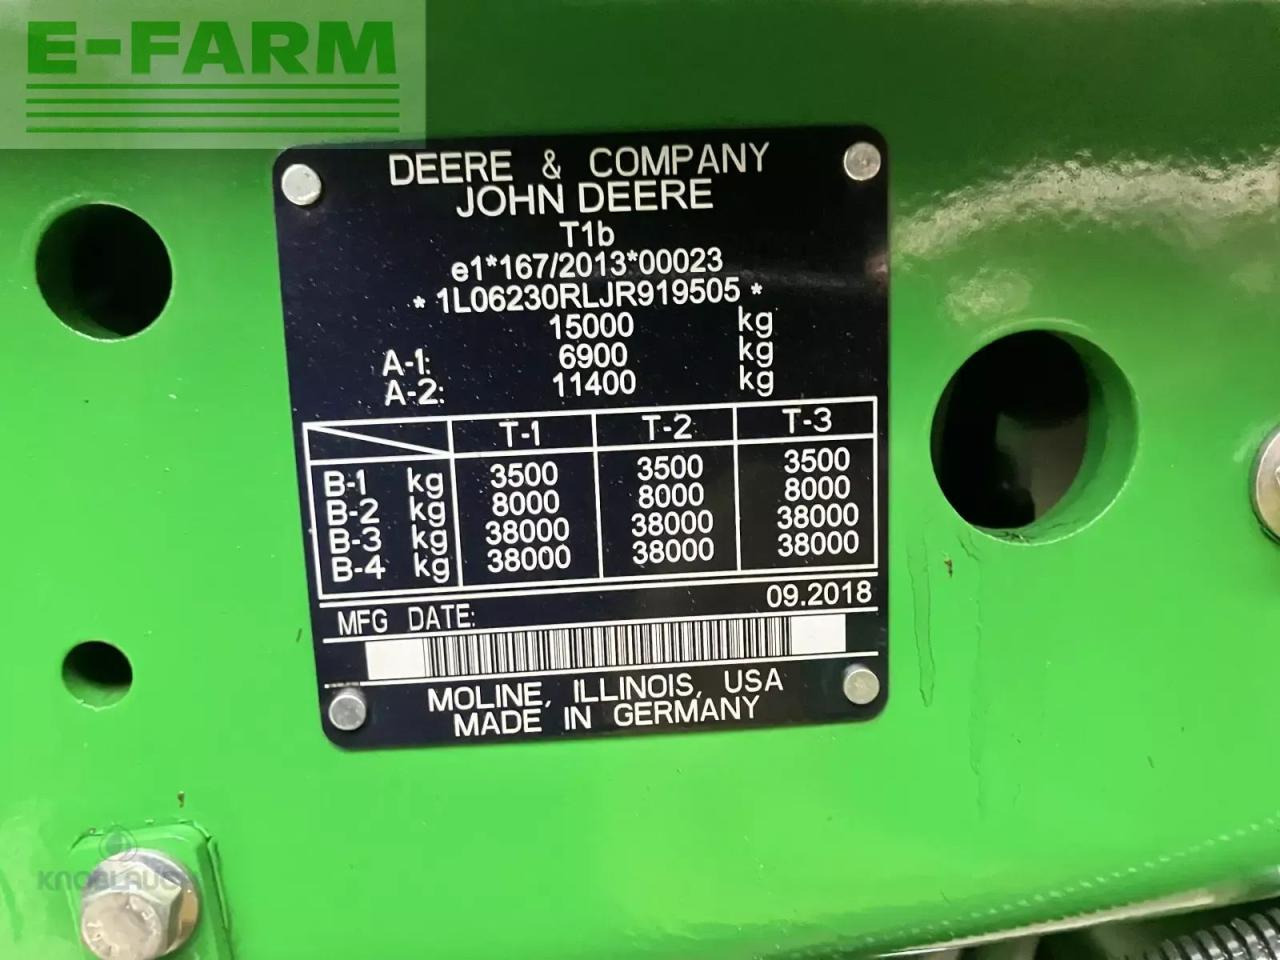 E-FARM
DEERE & COMPANY
JOHN DEERE
T1b
e1*167/2013*00023
* 1L06230RLJR919505 *
15000 kg
A-1: 6900 kg
A-2: 11400 kg
T-1 T-2 T-3
B-1 kg 3500 3500 3500
B-2 kg 8000 8000 8000
B-3 kg 38000 38000 38000
B-4 kg 38000 38000 38000
MFG DATE: 09.2018
MOLINE, ILLINOIS, USA
MADE IN GERMANY
KNOBLAUCH